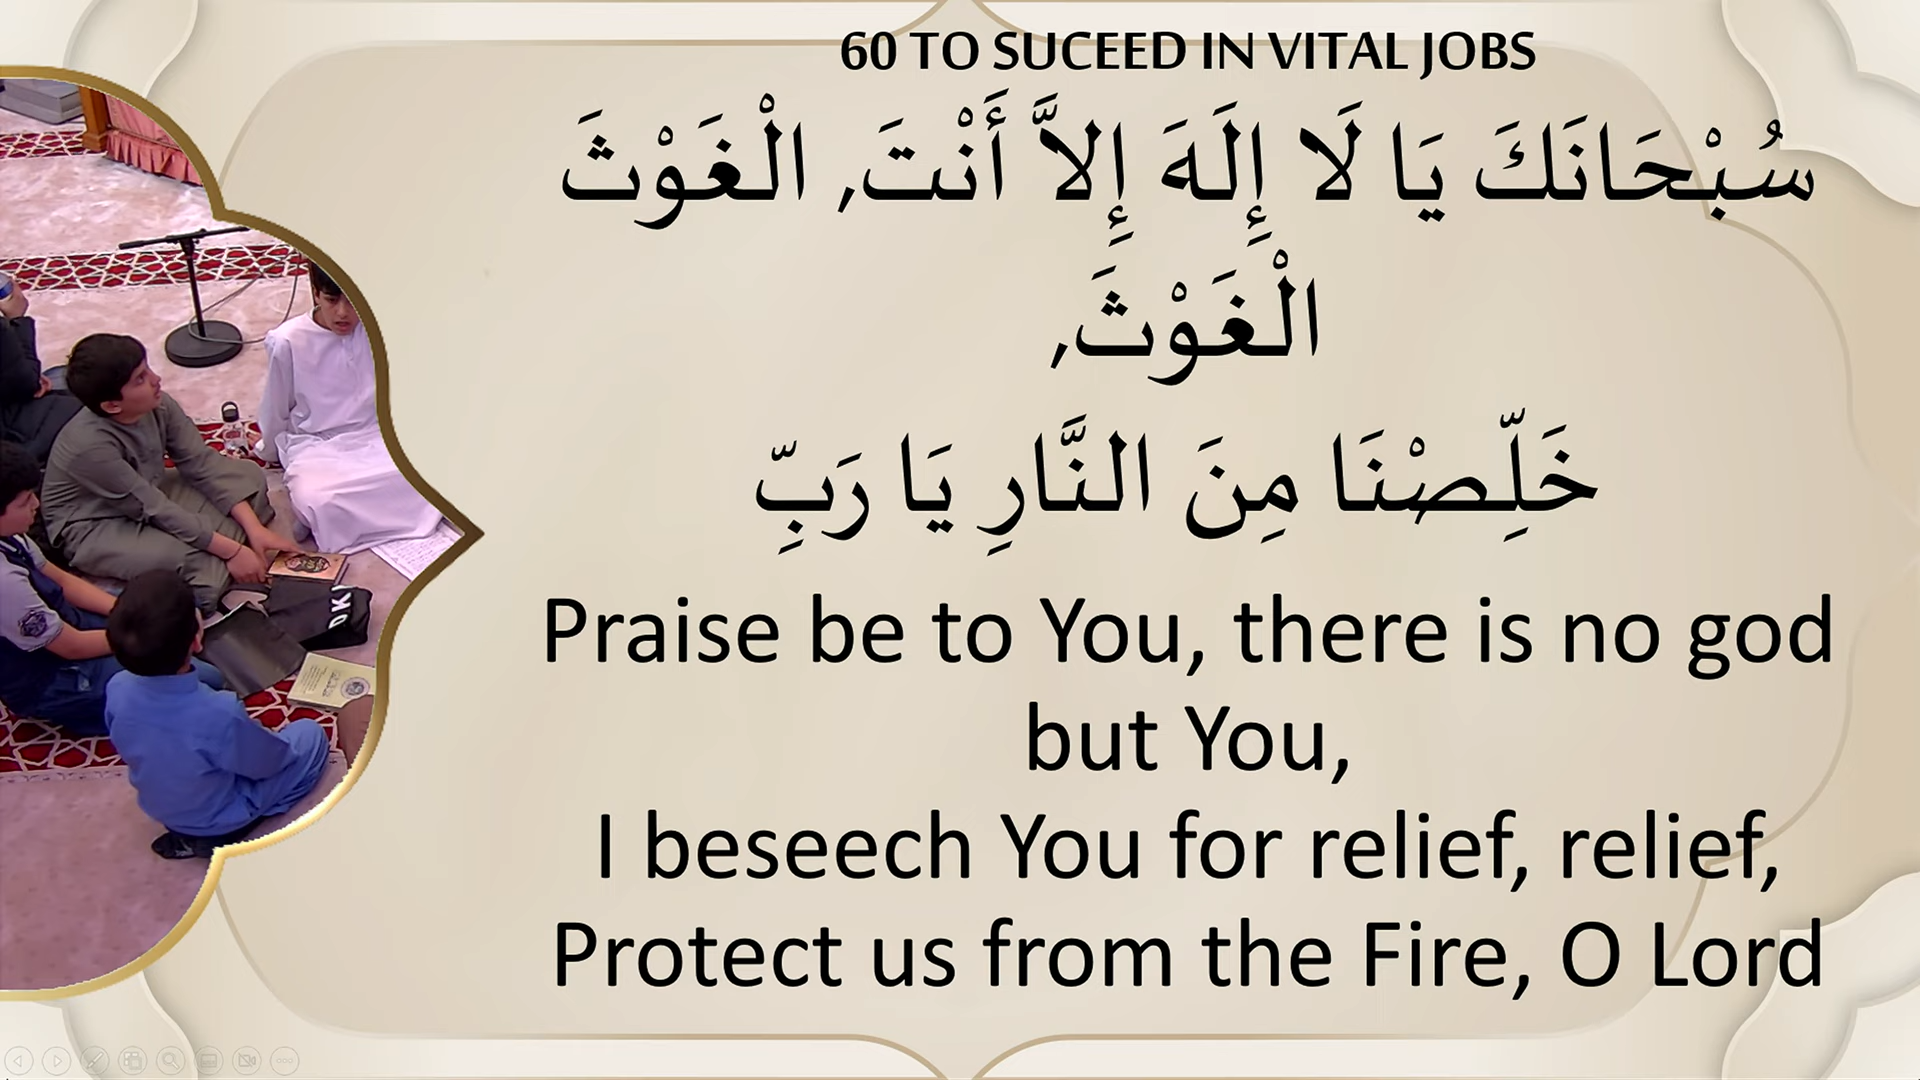 60 TO SUCEED IN VITAL JOBS
سُبْحَانَكَ يَا لَا إِلَهَ إِلاَّ أَنْتَ, الْغَوْثَ
الْغَوْثَ,
خَلِّصْنَا مِنَ النَّارِ يَا رَبِّ
Praise be to You, there is no god
but You,
I beseech You for relief, relief,
Protect us from the Fire, O Lord